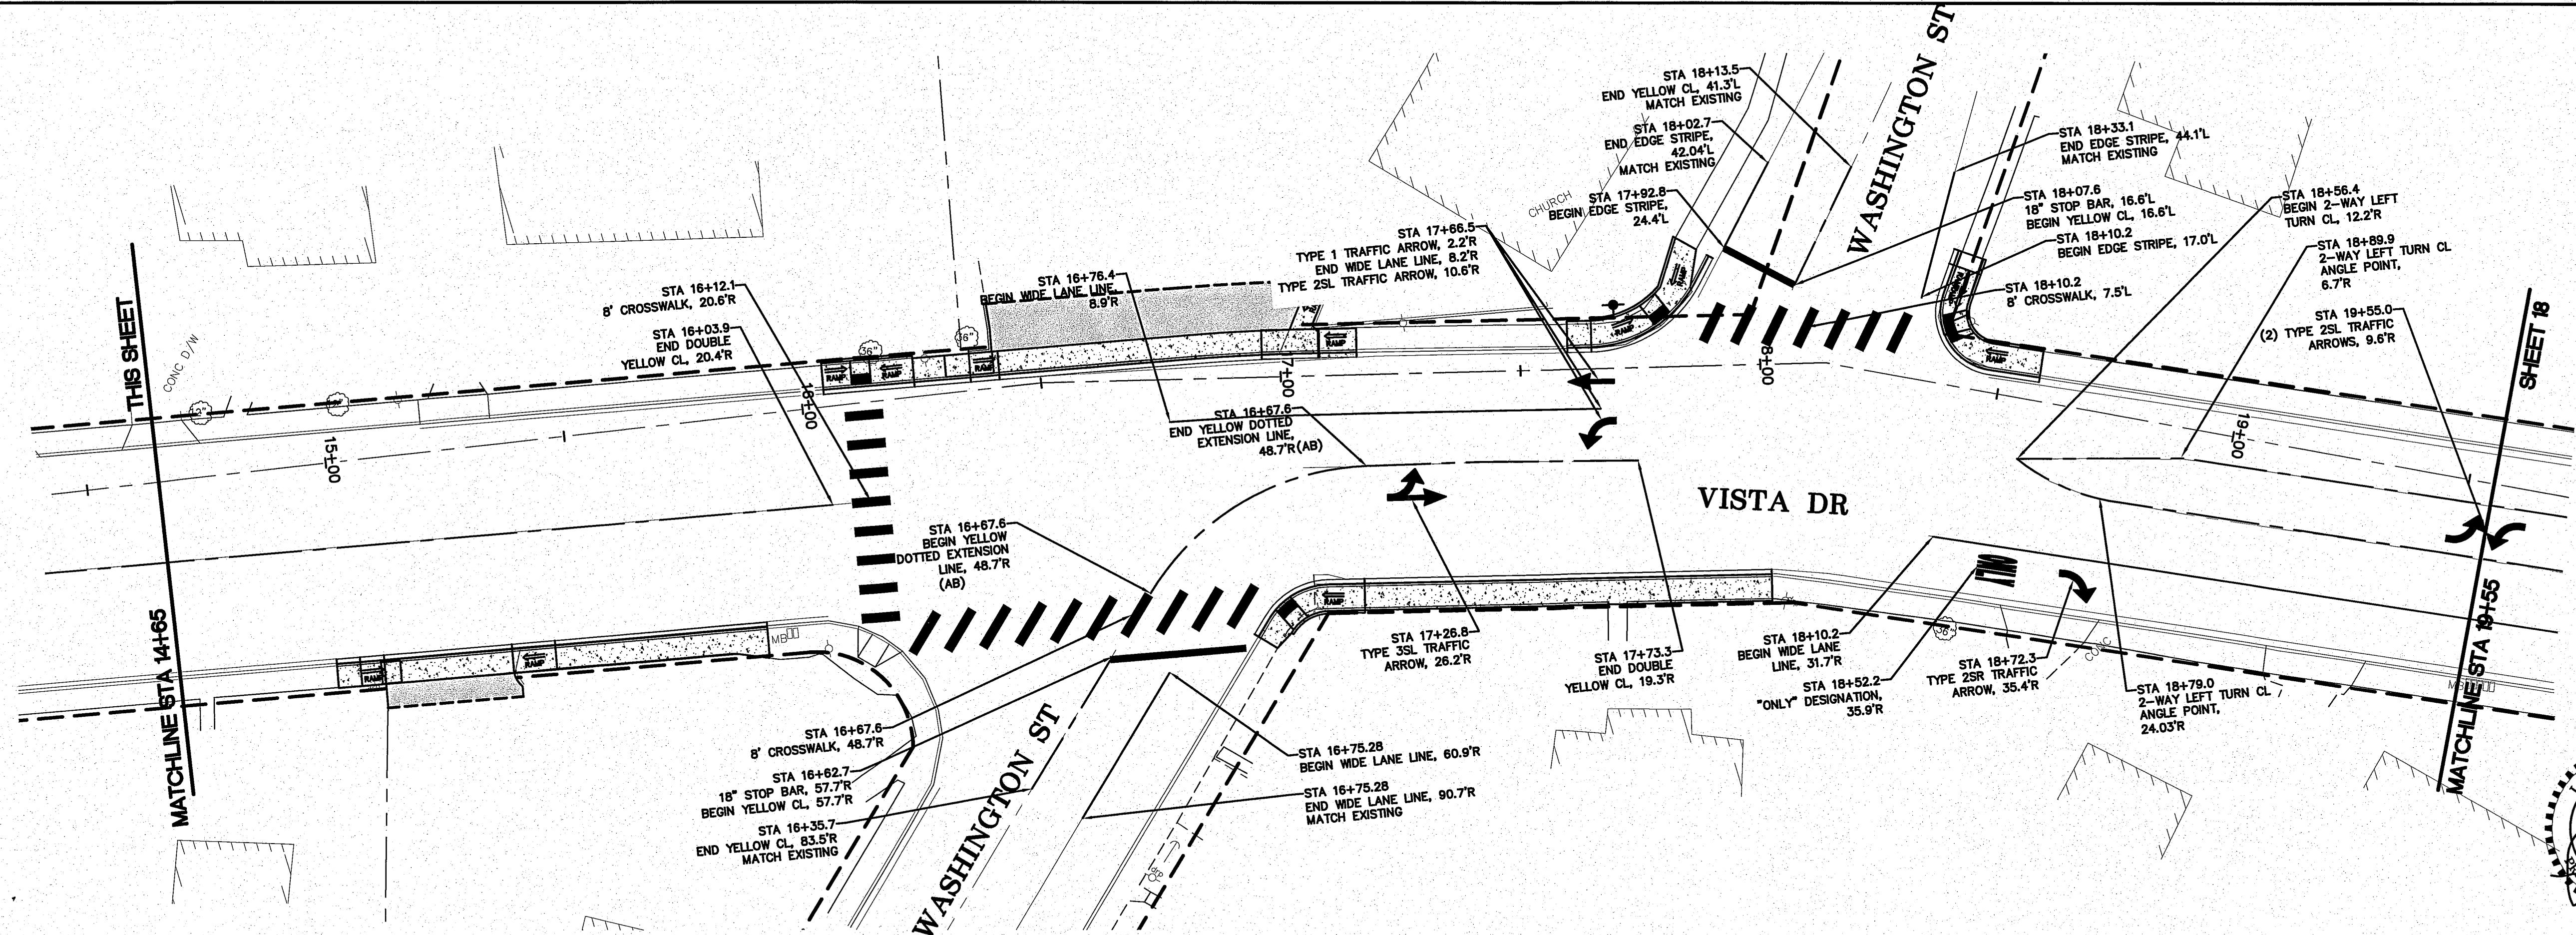 STA 18+13.5
END YELLOW CL, 41.3'L
MATCH EXISTING
STA 18+02.7
END EDGE STRIPE,
42.04'L
MATCH EXISTING
STA 17+92.8
BEGIN EDGE STRIPE,
24.4'L
CHURCH
WASHINGTON ST
STA 18+33.1
END EDGE STRIPE, 44.1'L
MATCH EXISTING
STA 18+07.6
18" STOP BAR, 16.6'L
BEGIN YELLOW CL, 16.6'L
STA 18+10.2
BEGIN EDGE STRIPE, 17.0'L
STA 18+10.2
8' CROSSWALK, 7.5'L
STA 18+56.4
BEGIN 2-WAY LEFT
TURN CL, 12.2'R
STA 18+89.9
2-WAY LEFT TURN CL
ANGLE POINT,
6.7'R
STA 19+55.0
(2) TYPE 2SL TRAFFIC
ARROWS, 9.6'R
SHEET 18
MATCHLINE STA 19+55
STA 17+66.5
TYPE 1 TRAFFIC ARROW, 2.2'R
END WIDE LANE LINE, 8.2'R
TYPE 2SL TRAFFIC ARROW, 10.6'R
STA 16+76.4
BEGIN WIDE LANE LINE,
8.9'R
STA 16+12.1
8' CROSSWALK, 20.6'R
STA 16+03.9
END DOUBLE
YELLOW CL, 20.4'R
THIS SHEET
MATCHLINE STA 14+65
CONC D/W
12"
36"
36"
RAMP
RAMP
RAMP
RAMP
RAMP
RAMP
RAMP
15+00
16+00
17+00
18+00
19+00
STA 16+67.6
END YELLOW DOTTED
EXTENSION LINE,
48.7'R(AB)
VISTA DR
STA 16+67.6
BEGIN YELLOW
DOTTED EXTENSION
LINE, 48.7'R
(AB)
ONLY
MB
RAMP
RAMP
RAMP
STA 17+26.8
TYPE 3SL TRAFFIC
ARROW, 26.2'R
STA 17+73.3
END DOUBLE
YELLOW CL, 19.3'R
STA 18+10.2
BEGIN WIDE LANE
LINE, 31.7'R
STA 18+52.2
"ONLY" DESIGNATION,
35.9'R
36"
STA 18+72.3
TYPE 2SR TRAFFIC
ARROW, 35.4'R
CONC
STA 18+79.0
2-WAY LEFT TURN CL
ANGLE POINT,
24.03'R
STA 16+67.6
8' CROSSWALK, 48.7'R
STA 16+62.7
18" STOP BAR, 57.7'R
BEGIN YELLOW CL, 57.7'R
STA 16+35.7
END YELLOW CL, 83.5'R
MATCH EXISTING
WASHINGTON ST
STA 16+75.28
BEGIN WIDE LANE LINE, 60.9'R
STA 16+75.28
END WIDE LANE LINE, 90.7'R
MATCH EXISTING